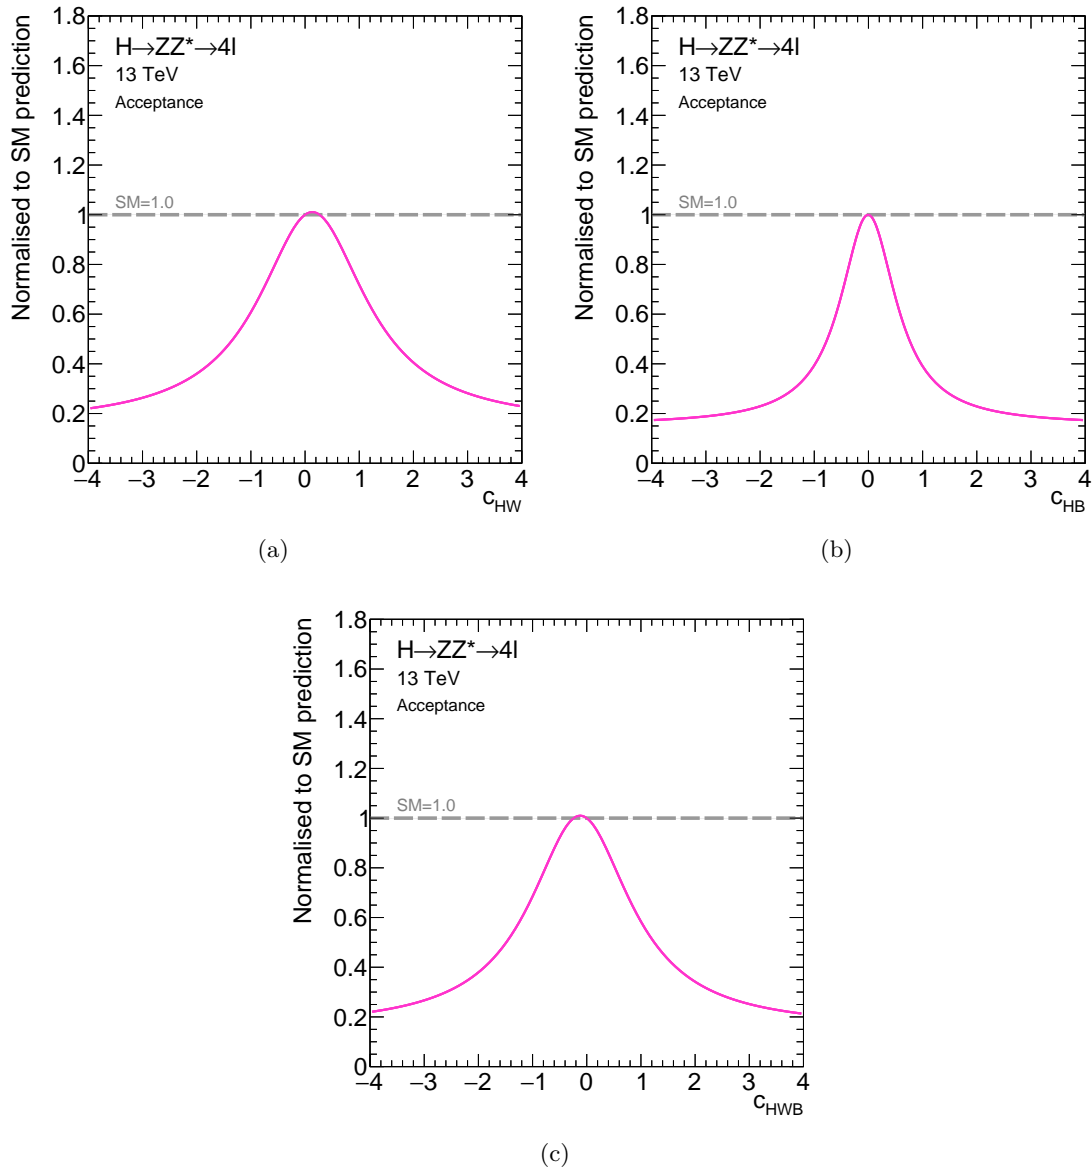 Normalised to SM prediction
1.8
1.6
1.4
1.2
1
0.8
0.6
0.4
0.2
0
H→ZZ*→4l
13 TeV
Acceptance
SM=1.0
−4 −3 −2 −1 0 1 2 3 4
c_HW
(a)
Normalised to SM prediction
1.8
1.6
1.4
1.2
1
0.8
0.6
0.4
0.2
0
H→ZZ*→4l
13 TeV
Acceptance
SM=1.0
−4 −3 −2 −1 0 1 2 3 4
c_HB
(b)
Normalised to SM prediction
1.8
1.6
1.4
1.2
1
0.8
0.6
0.4
0.2
0
H→ZZ*→4l
13 TeV
Acceptance
SM=1.0
−4 −3 −2 −1 0 1 2 3 4
c_HWB
(c)